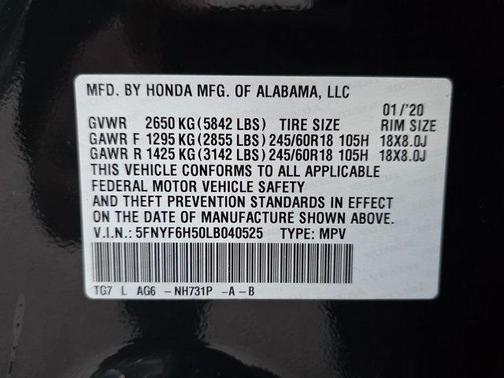 MFD. BY HONDA MFG. OF ALABAMA, LLC
01/'20
GVWR 2650 KG(5842 LBS) TIRE SIZE RIM SIZE
GAWR F 1295 KG(2855 LBS)245/60R18 105H 18X8.0J
GAWR R 1425 KG(3142 LBS)245/60R18 105H 18X8.0J
THIS VEHICLE CONFORMS TO ALL APPLICABLE
FEDERAL MOTOR VEHICLE SAFETY
AND THEFT PREVENTION STANDARDS IN EFFECT
ON THE DATE OF MANUFACTURE SHOWN ABOVE.
V.I.N.: 5FNYF6H50LB040525 TYPE: MPV
TG7 L AG6 -NH731P -A-B